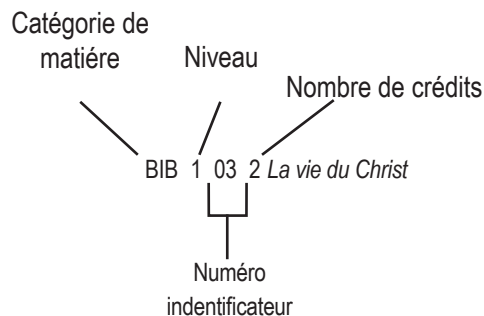 Catégorie de
matiére
Niveau
Nombre de crédits
BIB 1 03 2 La vie du Christ
Numéro
indentificateur